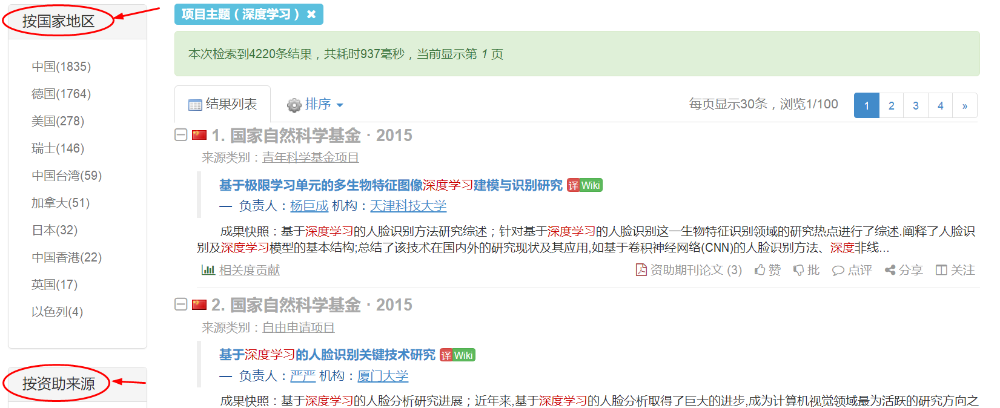 按国家地区
中国(1835)
德国(1764)
美国(278)
瑞士(146)
中国台湾(59)
加拿大(51)
日本(32)
中国香港(22)
英国(17)
以色列(4)
按资助来源
项目主题（深度学习） ✖
本次检索到4220条结果，共耗时937毫秒，当前显示第 1 页
结果列表 排序
每页显示30条，浏览1/100 1 2 3 4 »
1. 国家自然科学基金 · 2015
来源类别：青年科学基金项目
基于极限学习单元的多生物特征图像深度学习建模与识别研究 译 Wiki
— 负责人：杨巨成 机构：天津科技大学
成果快照：基于深度学习的人脸识别方法研究综述；针对基于深度学习的人脸识别这一生物特征识别领域的研究热点进行了综述.阐释了人脸识
别及深度学习模型的基本结构;总结了该技术在国内外的研究现状及其应用,如基于卷积神经网络(CNN)的人脸识别方法、深度非线...
相关度贡献 资助期刊论文 (3) 赞 批 点评 分享 关注
2. 国家自然科学基金 · 2015
来源类别：自由申请项目
基于深度学习的人脸识别关键技术研究 译 Wiki
— 负责人：严严 机构：厦门大学
成果快照：基于深度学习的人脸分析研究进展；近年来,基于深度学习的人脸分析取得了巨大的进步,成为计算机视觉领域最为活跃的研究方向之